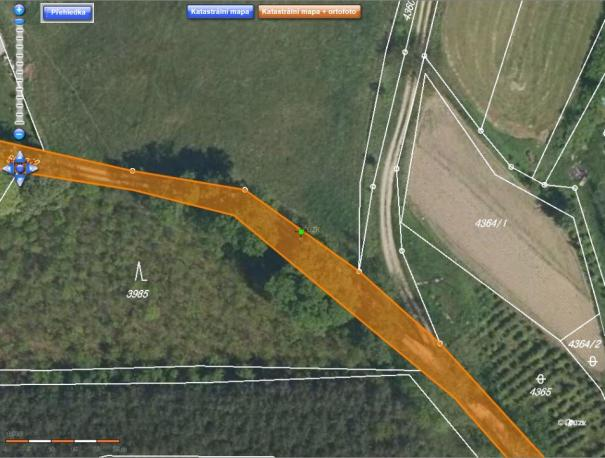 Přehledka
Katastrální mapa
Katastrální mapa + ortofoto
4364/1
3985
4364/2
4365